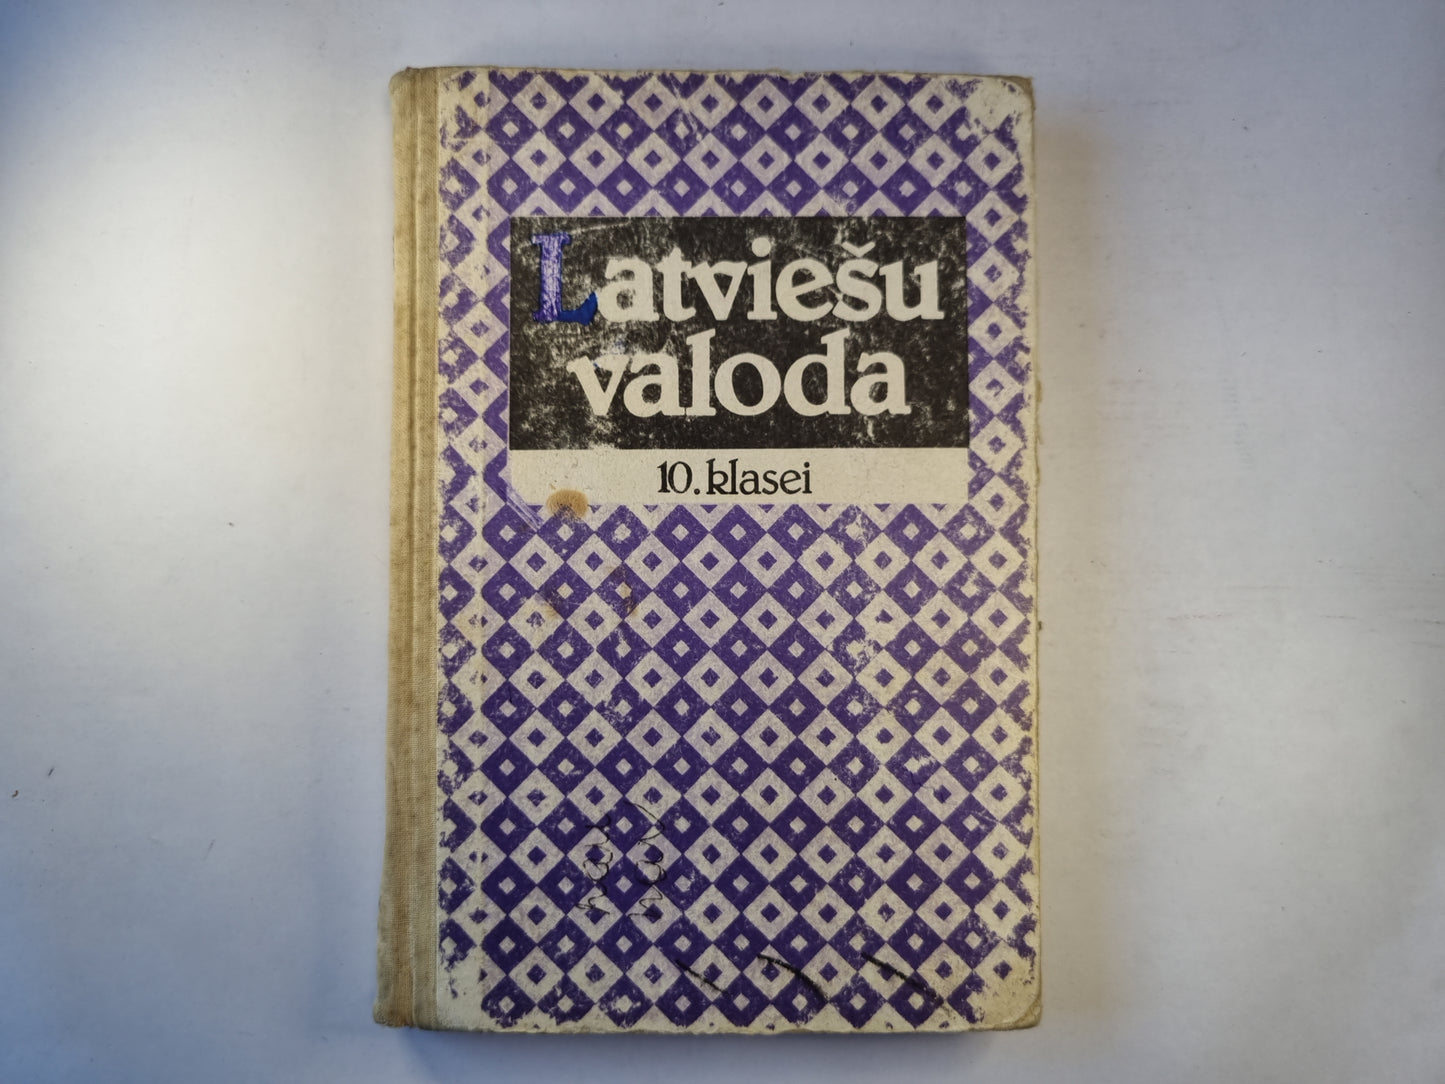 Latviešu
valoda
10. klasei